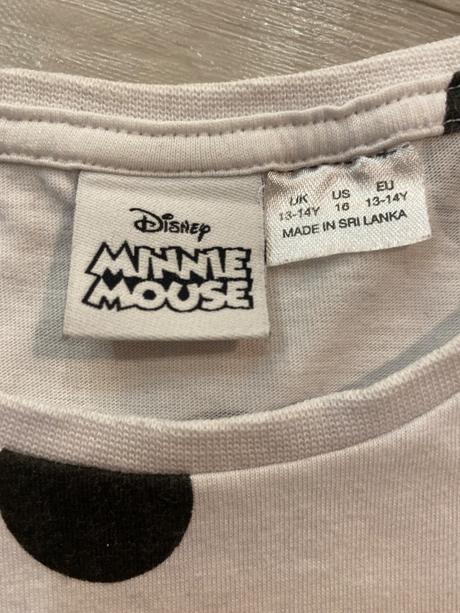 Disney
MINNIE
MOUSE
UK US EU
13-14Y 16 13-14Y
MADE IN SRI LANKA